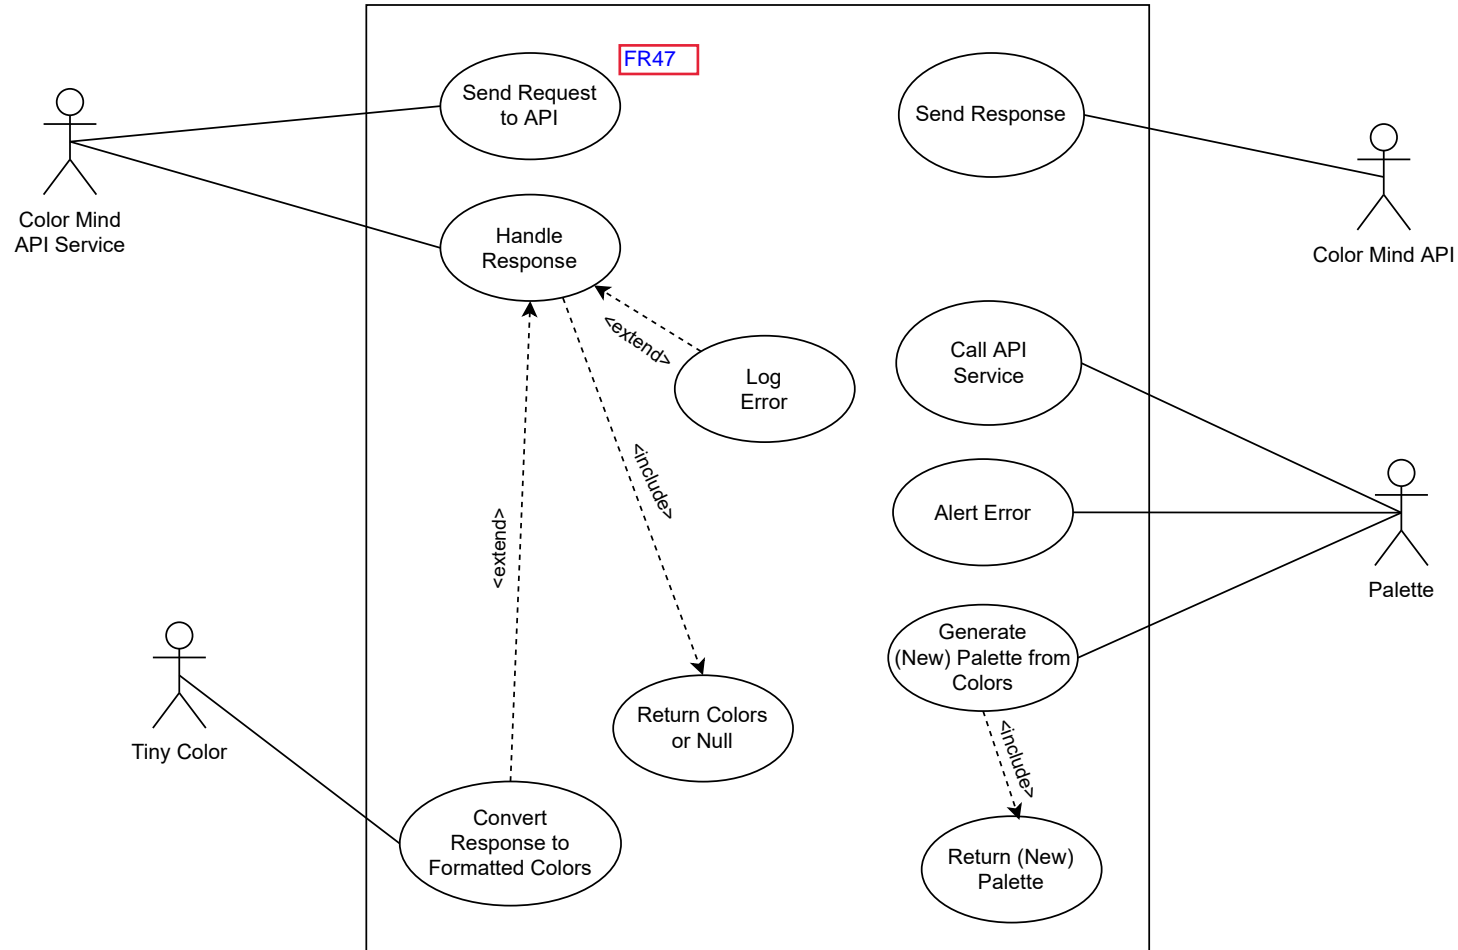 FR47
Send Request
to API
Send Response
Color Mind
API Service
Handle
Response
Color Mind API
<extend>
Log
Error
Call API
Service
<include>
<extend>
Alert Error
Palette
Generate
(New) Palette from
Colors
Tiny Color
Return Colors
or Null
<include>
Convert
Response to
Formatted Colors
Return (New)
Palette